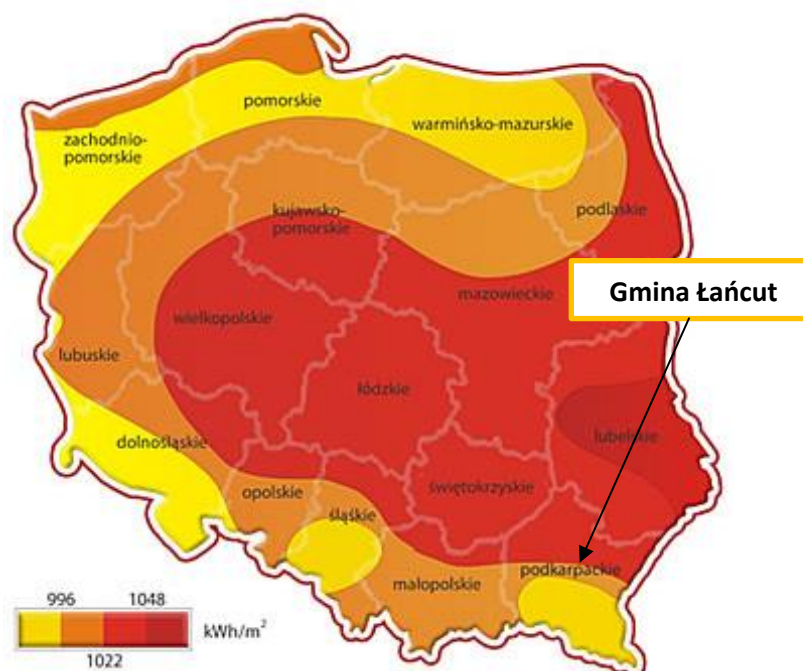 pomorskie
warmińsko-mazurskie
zachodnio-
pomorskie
kujawsko-
pomorskie
podlaskie
mazowieckie
Gmina Łańcut
wielkopolskie
lubuskie
łódzkie
dolnośląskie
lubelskie
opolskie
świętokrzyskie
śląskie
podkarpackie
małopolskie
996 1048
kWh/m²
1022